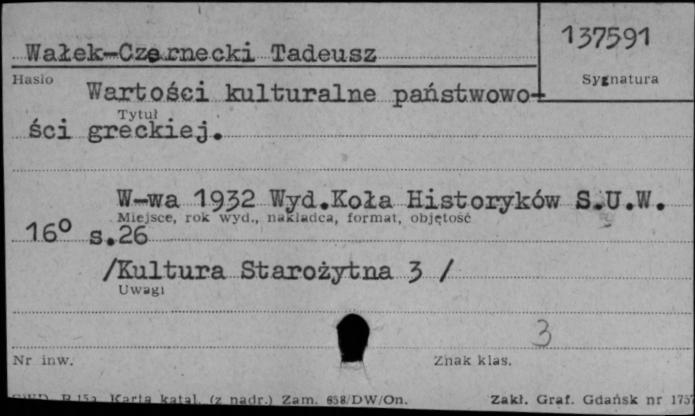 137591
Wałek-Czernecki Tadeusz
Hasło
Sygnatura
Wartości kulturalne państwowo-
Tytuł
ści greckiej.
W-wa 1932 Wyd.Koła Historyków S.U.W.
Miejsce, rok wyd., nakładca, format, objętość
16° s.26
/Kultura Starożytna 3 /
Uwagi
3
Nr inw.
Znak klas.
Karta katal. (z nadr.) Zam. 658/DW/On.
Zakł. Graf. Gdańsk nr